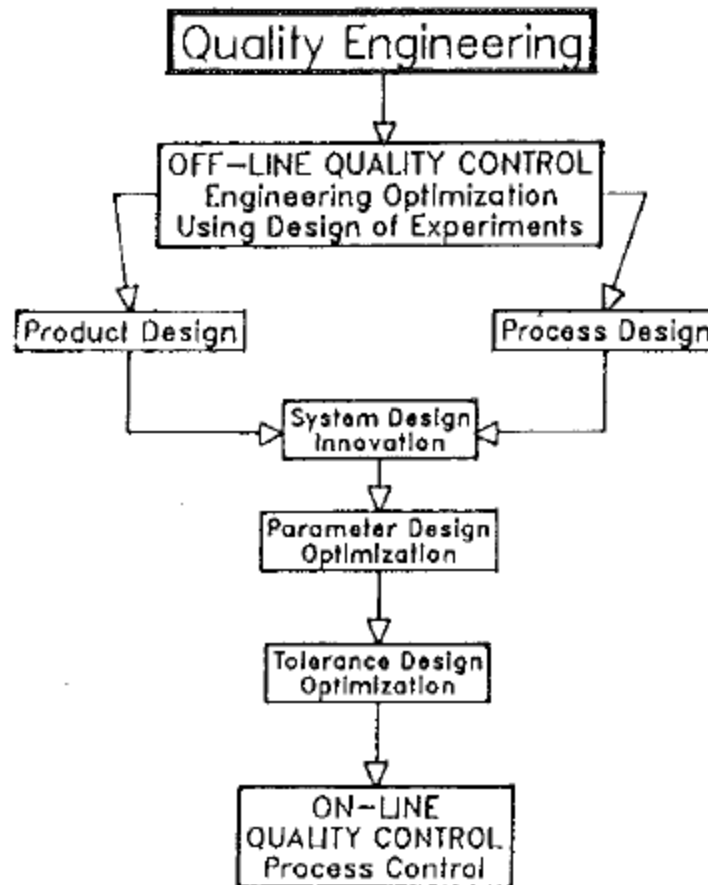 Quality Engineering
OFF-LINE QUALITY CONTROL
Engineering Optimization
Using Design of Experiments
Product Design
Process Design
System Design
Innovation
Parameter Design
Optimization
Tolerance Design
Optimization
ON-LINE
QUALITY CONTROL
Process Control